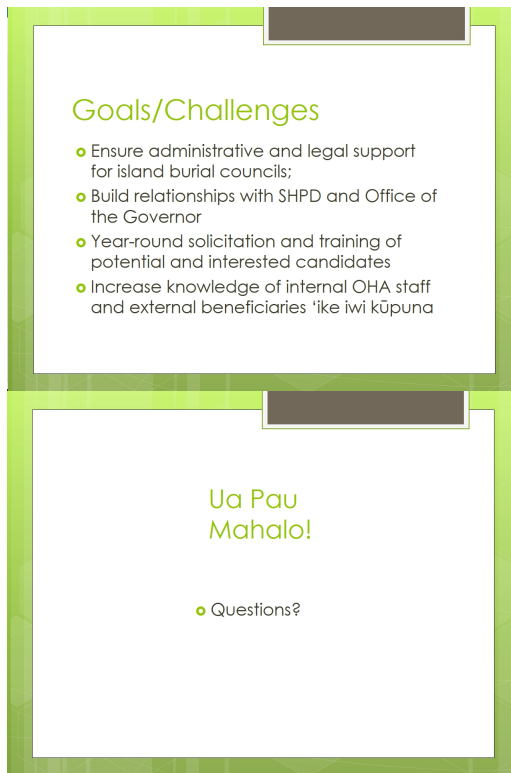 Goals/Challenges
Ensure administrative and legal support
for island burial councils;
Build relationships with SHPD and Office of
the Governor
Year-round solicitation and training of
potential and interested candidates
Increase knowledge of internal OHA staff
and external beneficiaries ‘ike iwi kūpuna
Ua Pau
Mahalo!
Questions?